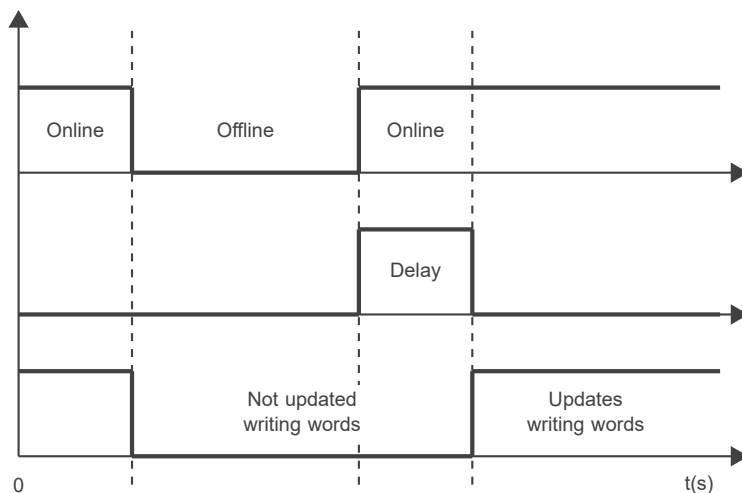 Online
Offline
Online
Delay
Not updated
writing words
Updates
writing words
0
t(s)